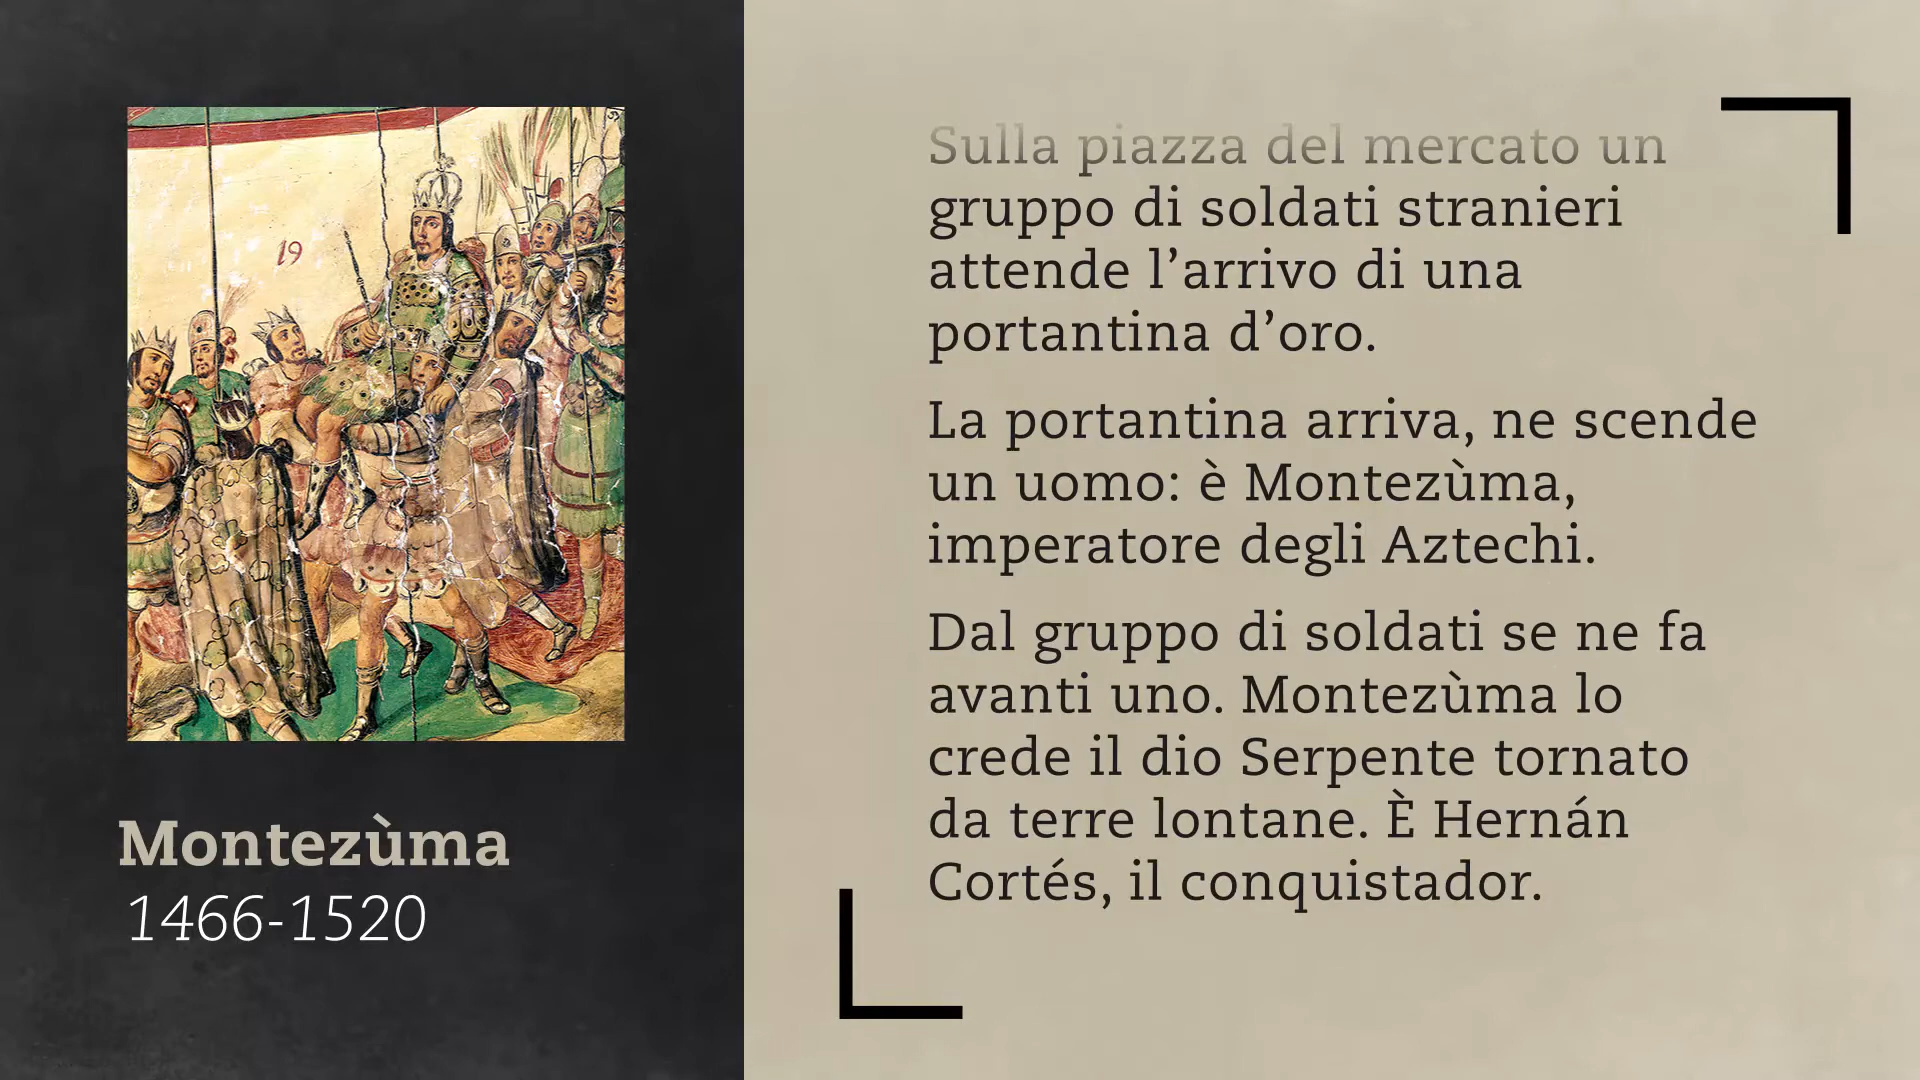 19
Montezùma
1466-1520
Sulla piazza del mercato un
gruppo di soldati stranieri
attende l’arrivo di una
portantina d’oro.
La portantina arriva, ne scende
un uomo: è Montezùma,
imperatore degli Aztechi.
Dal gruppo di soldati se ne fa
avanti uno. Montezùma lo
crede il dio Serpente tornato
da terre lontane. È Hernán
Cortés, il conquistador.